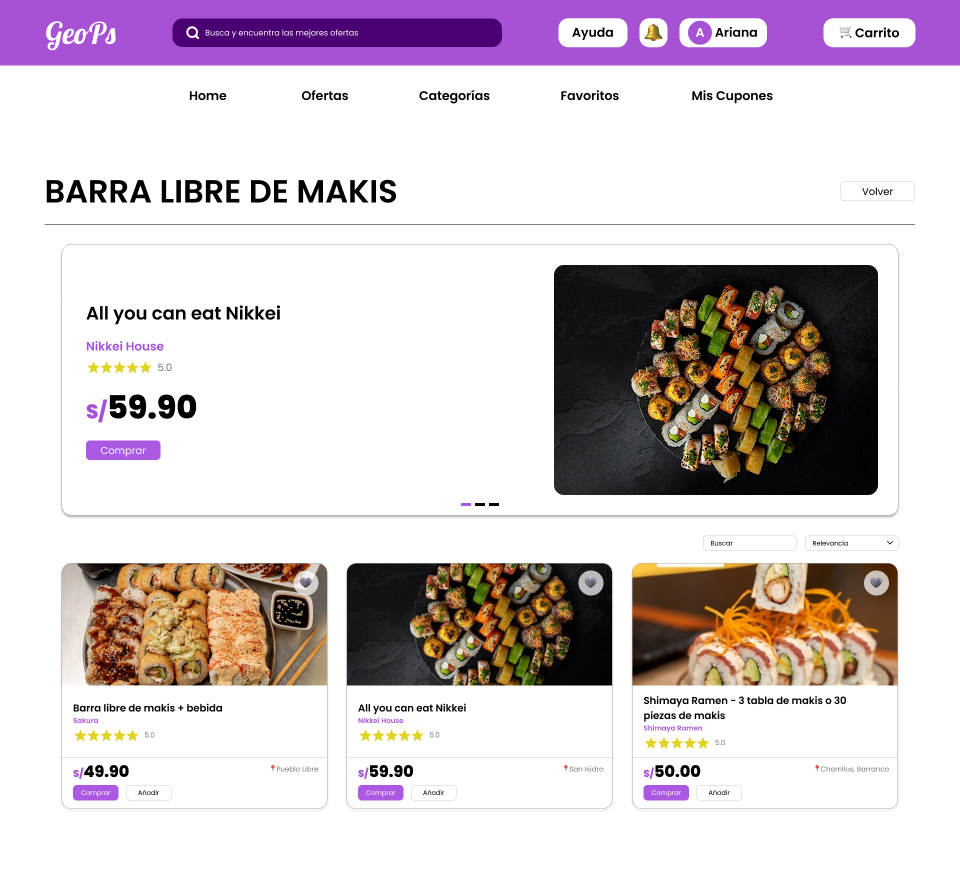 GeoPs
Busca y encuentra las mejores ofertas
Ayuda
A
Ariana
Carrito
Home
Ofertas
Categorías
Favoritos
Mis Cupones
BARRA LIBRE DE MAKIS
Volver
All you can eat Nikkei
Nikkei House
5.0
s/59.90
Comprar
Buscar
Relevancia
Barra libre de makis + bebida
Sakura
5.0
s/49.90
Pueblo Libre
Comprar
Añadir
All you can eat Nikkei
Nikkei House
5.0
s/59.90
San Isidro
Comprar
Añadir
Shimaya Ramen - 3 tabla de makis o 30
piezas de makis
Shimaya Ramen
5.0
s/50.00
Chorrillos, Barranco
Comprar
Añadir